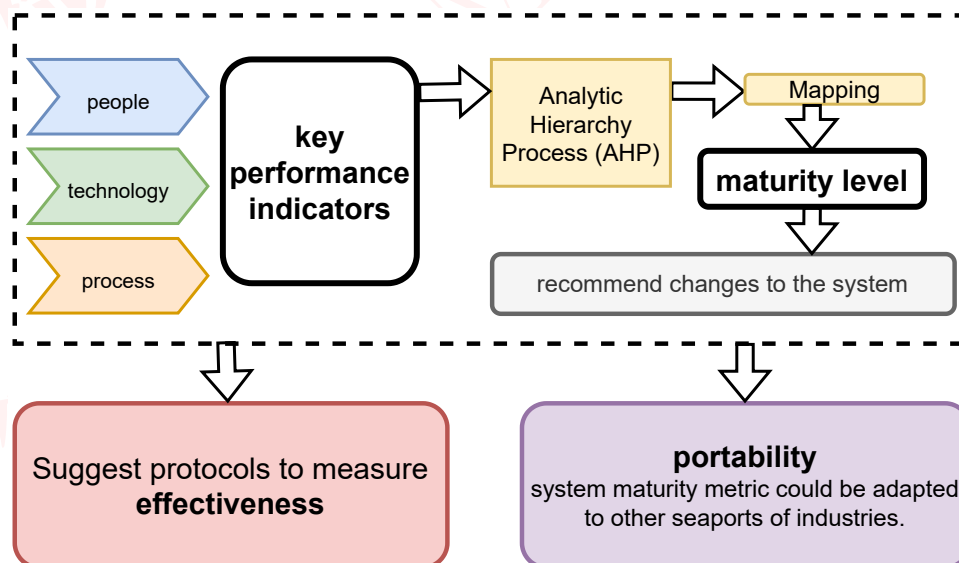 people
technology
process
key
performance
indicators
Analytic
Hierarchy
Process (AHP)
Mapping
maturity level
recommend changes to the system
Suggest protocols to measure
effectiveness
portability
system maturity metric could be adapted
to other seaports of industries.